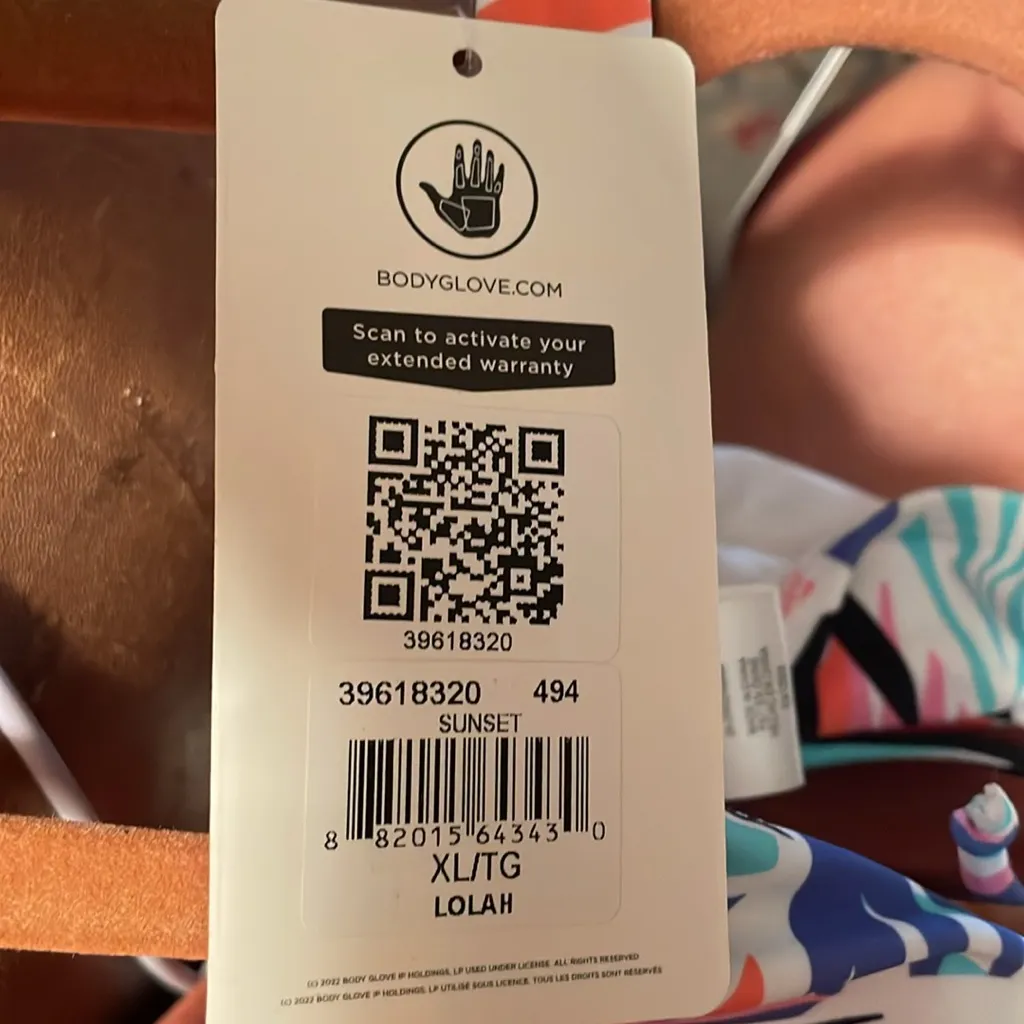 BODYGLOVE.COM
Scan to activate your
extended warranty
39618320
39618320 494
SUNSET
8 82015 64343 0
XL/TG
LOLAH
(C) 2022 BODY GLOVE IP HOLDINGS, LP USED UNDER LICENSE. ALL RIGHTS RESERVED
(C) 2022 BODY GLOVE IP HOLDINGS, LP UTILISÉ SOUS LICENCE. TOUS LES DROITS SONT RESERVÉS